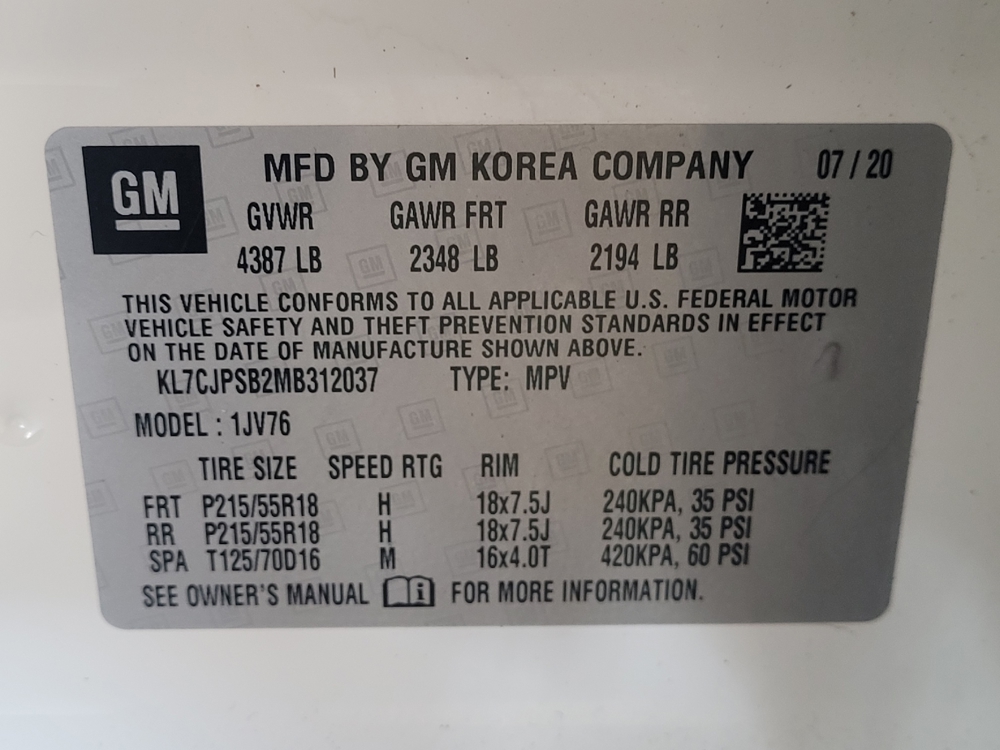 GM
MFD BY GM KOREA COMPANY 07/20
GVWR GAWR FRT GAWR RR
4387 LB 2348 LB 2194 LB
THIS VEHICLE CONFORMS TO ALL APPLICABLE U.S. FEDERAL MOTOR
VEHICLE SAFETY AND THEFT PREVENTION STANDARDS IN EFFECT
ON THE DATE OF MANUFACTURE SHOWN ABOVE.
KL7CJPSB2MB312037 TYPE: MPV
MODEL : 1JV76
TIRE SIZE SPEED RTG RIM COLD TIRE PRESSURE
FRT P215/55R18 H 18x7.5J 240KPA, 35 PSI
RR P215/55R18 H 18x7.5J 240KPA, 35 PSI
SPA T125/70D16 M 16x4.0T 420KPA, 60 PSI
SEE OWNER'S MANUAL i FOR MORE INFORMATION.